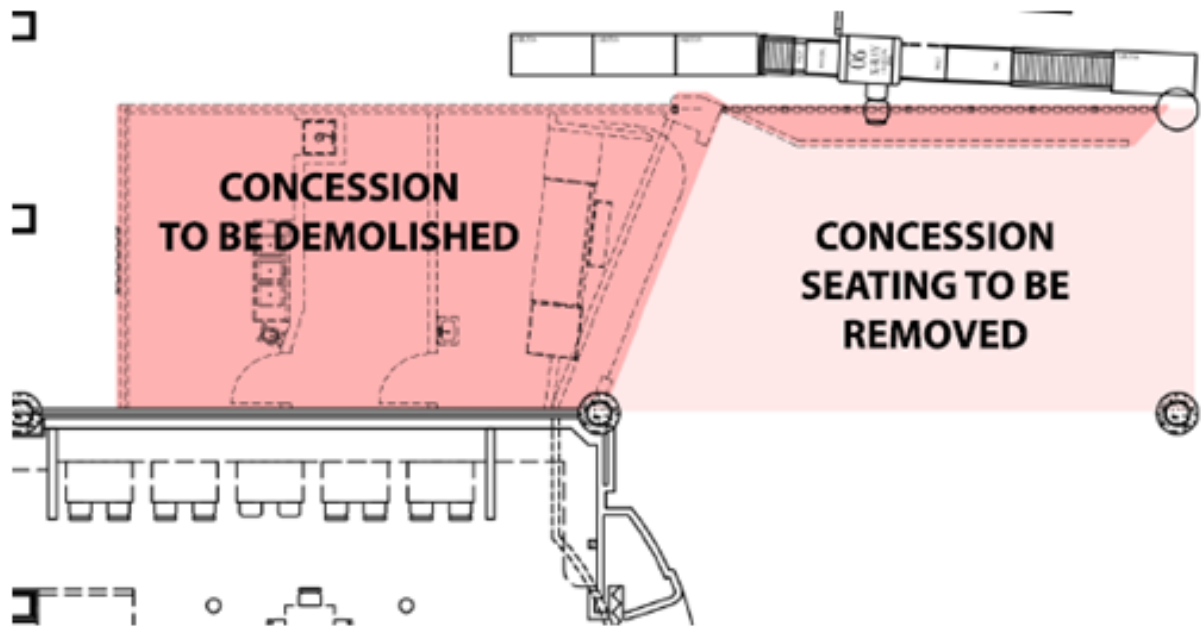 CONCESSION
TO BE DEMOLISHED
CONCESSION
SEATING TO BE
REMOVED